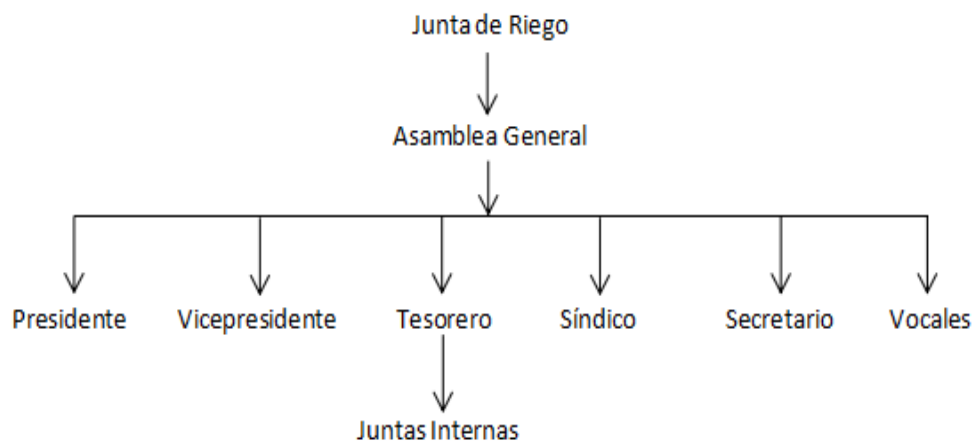 Junta de Riego
Asamblea General
Presidente Vicepresidente Tesorero Síndico Secretario Vocales
Juntas Internas